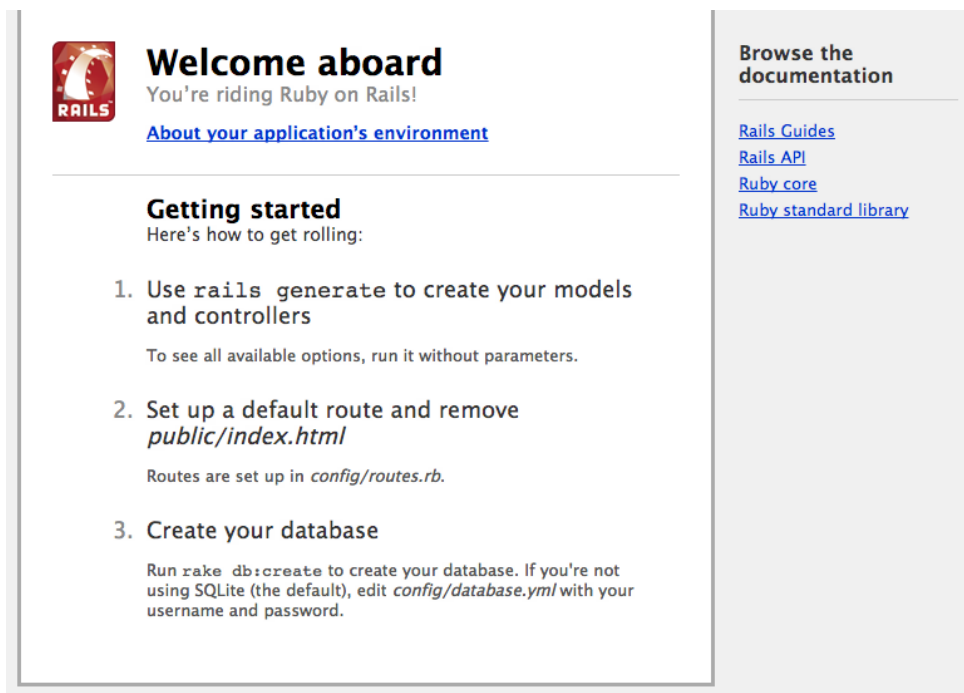 RAILS
Welcome aboard
You're riding Ruby on Rails!
About your application's environment
Getting started
Here's how to get rolling:
1. Use rails generate to create your models
and controllers
To see all available options, run it without parameters.
2. Set up a default route and remove
public/index.html
Routes are set up in config/routes.rb.
3. Create your database
Run rake db:create to create your database. If you're not
using SQLite (the default), edit config/database.yml with your
username and password.
Browse the
documentation
Rails Guides
Rails API
Ruby core
Ruby standard library